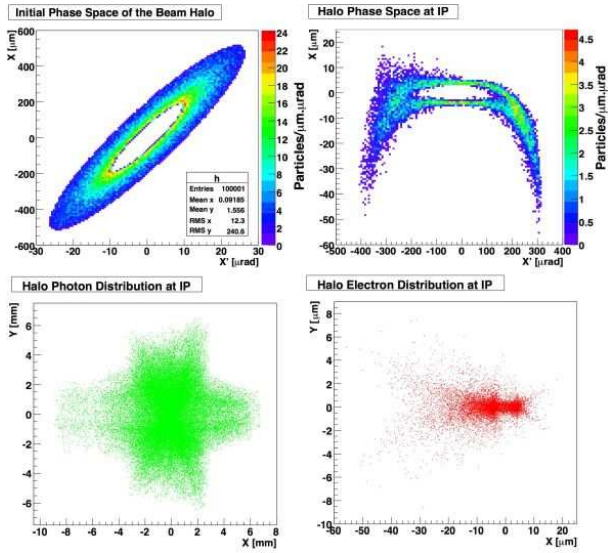 Initial Phase Space of the Beam Halo
X [μm]
600
400
200
0
-200
-400
-600
-30 -20 -10 0 10 20 30
X' [μrad]
h
Entries 100001
Mean x 0.09185
Mean y 1.556
RMS x 12.3
RMS y 240.6
24
22
20
18
16
14
12
10
8
6
4
2
0
Particles/μm.μrad
Halo Phase Space at IP
X [μm]
30
20
10
0
-10
-20
-30
-40
-50
-60
-500 -400 -300 -200 -100 0 100 200 300 400
X' [μrad]
4.5
4
3.5
3
2.5
2
1.5
1
0.5
0
Particles/μm.μrad
Halo Photon Distribution at IP
Y [mm]
6
4
2
0
-2
-4
-6
-10 -8 -6 -4 -2 0 2 4 6 8
X [mm]
Halo Electron Distribution at IP
Y [μm]
8
6
4
2
0
-2
-4
-6
-8
-10
-60 -50 -40 -30 -20 -10 0 10 20
X [μm]